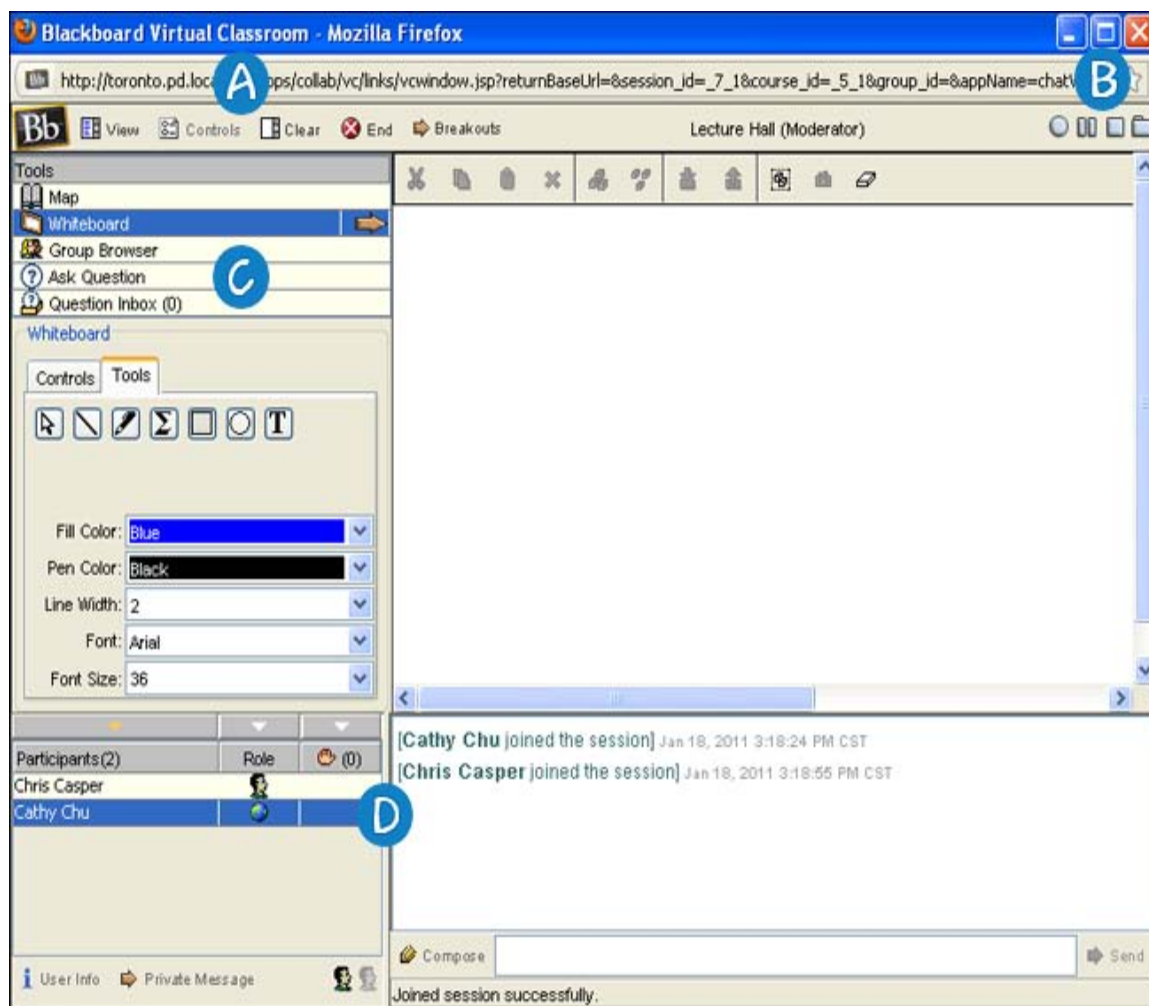 Blackboard Virtual Classroom - Mozilla Firefox
http://toronto.pd.loca A ops/collab/vc/links/vcwindow.jsp?returnBaseUrl=&session_id=_7_1&course_id=_5_1&group_id=&appName=chat B
Bb View Controls Clear End Breakouts Lecture Hall (Moderator)
Tools
Map
Whiteboard
Group Browser
C
Ask Question
Question Inbox (0)
Whiteboard
Controls Tools
Σ T
Fill Color: Blue
Pen Color: Black
Line Width: 2
Font: Arial
Font Size: 36
Participants(2) Role (0)
Chris Casper
Cathy Chu
D
User Info Private Message
[Cathy Chu joined the session] Jan 18, 2011 3:18:24 PM CST
[Chris Casper joined the session] Jan 18, 2011 3:18:55 PM CST
Compose Send
Joined session successfully.